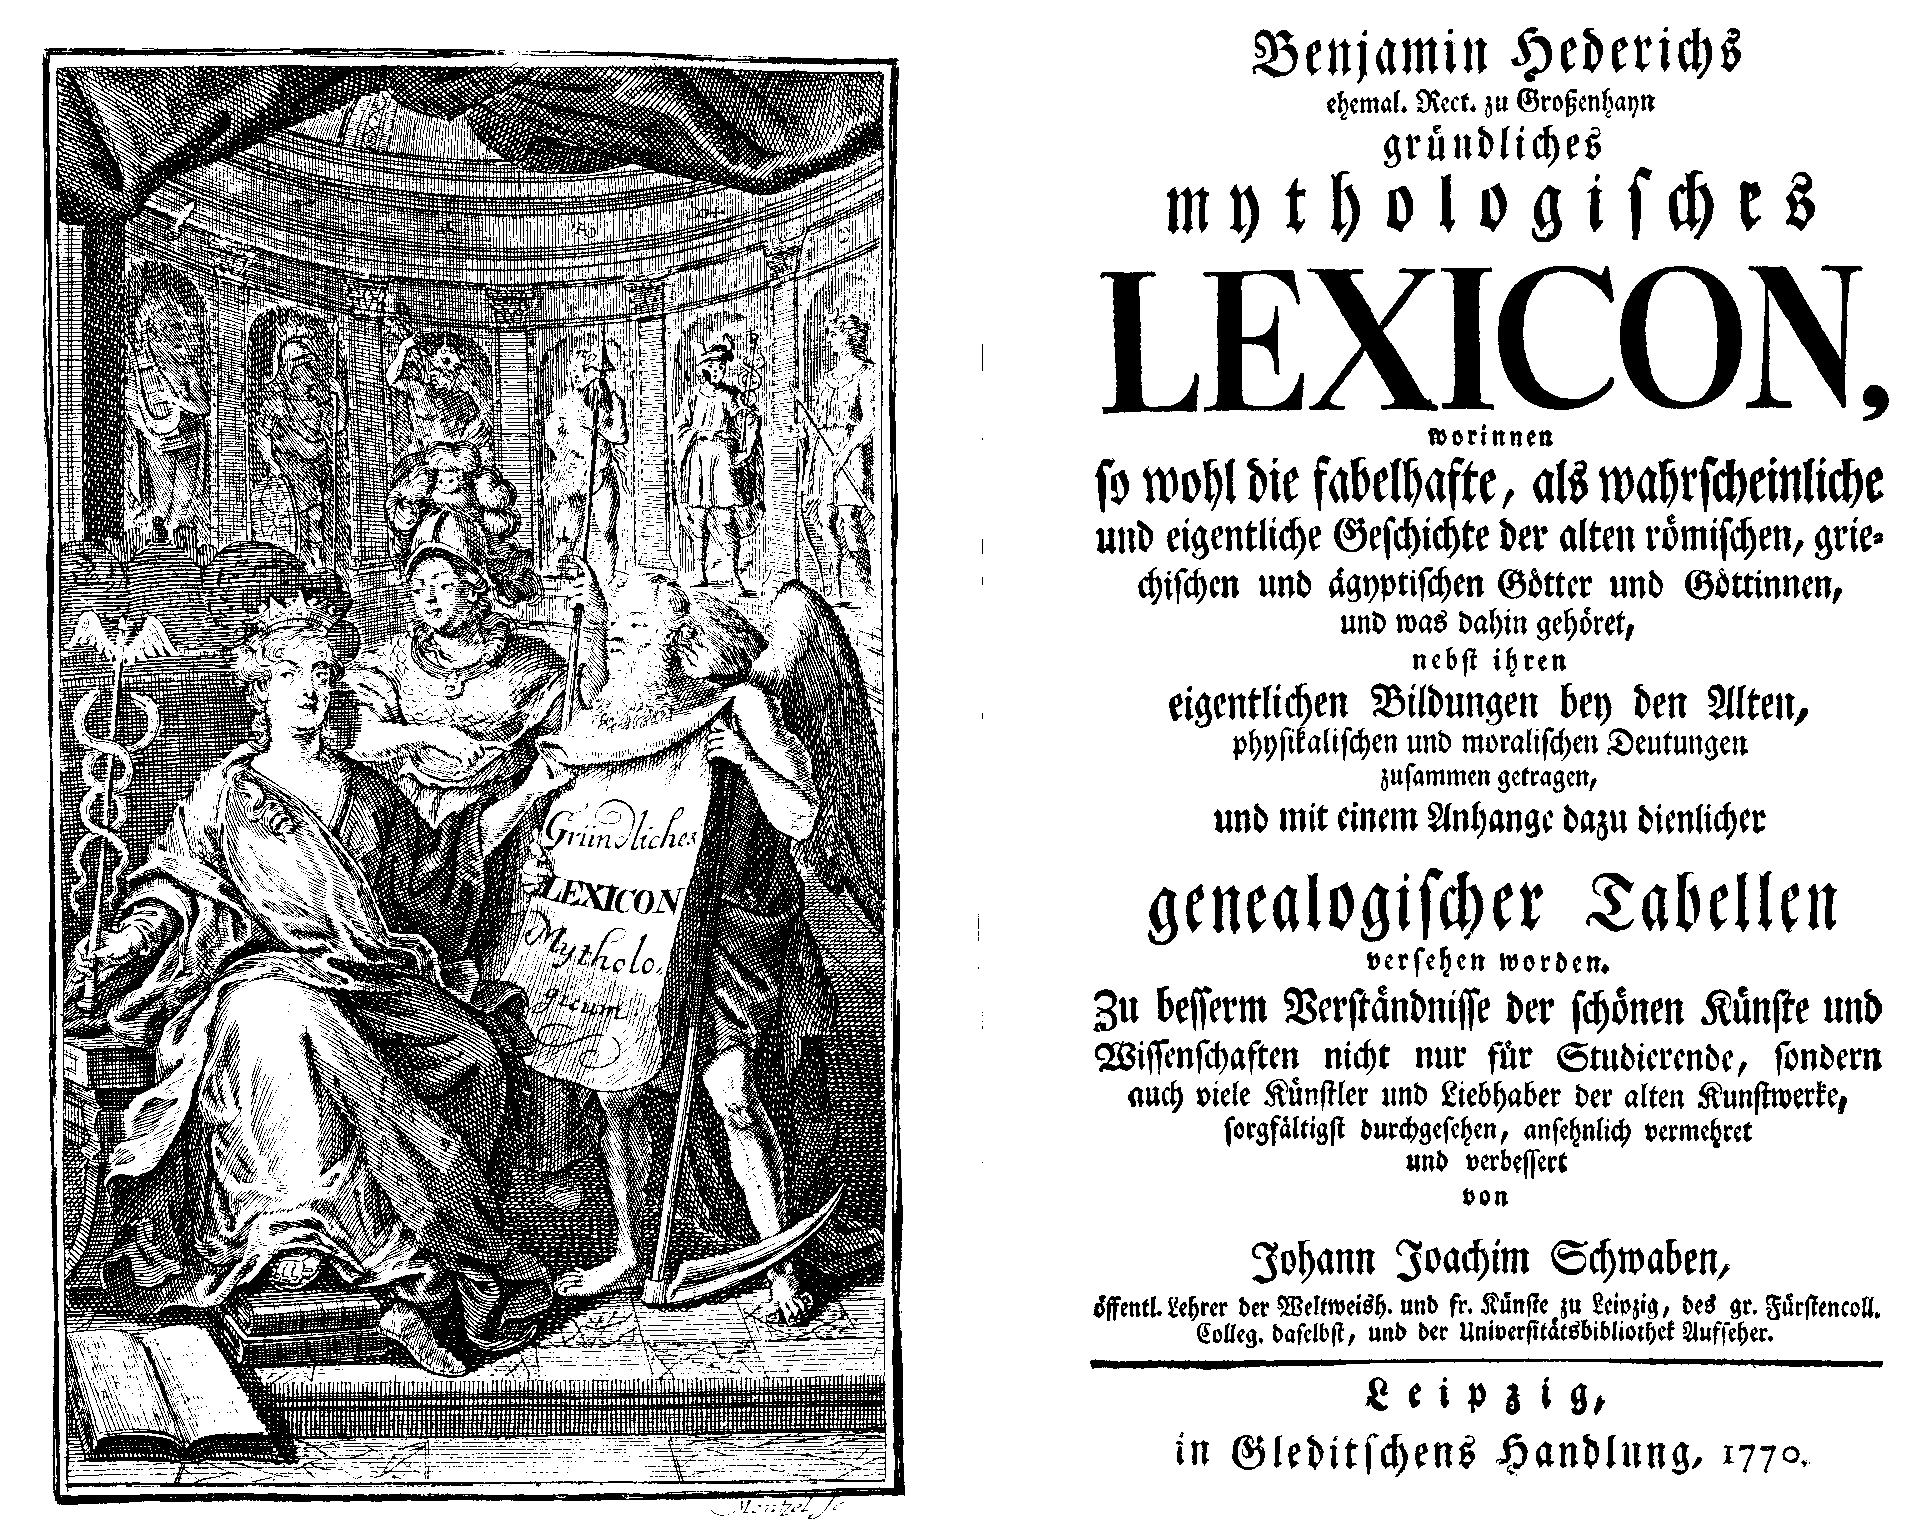 Gründliches
LEXICON
Mytholo,
gicum.
Mentzel sc
Benjamin Hederichs
ehemal. Rect. zu Großenhayn
gründliches
mythologiſches
LEXICON,
worinnen
ſo wohl die fabelhafte, als wahrſcheinliche
und eigentliche Geſchichte der alten römiſchen, grie⸗
chiſchen und ägyptiſchen Götter und Göttinnen,
und was dahin gehöret,
nebſt ihren
eigentlichen Bildungen bey den Alten,
phyſikaliſchen und moraliſchen Deutungen
zuſammen getragen,
und mit einem Anhange dazu dienlicher
genealogiſcher Tabellen
verſehen worden.
Zu beſſerm Verſtändniſſe der ſchönen Künſte und
Wiſſenſchaften nicht nur für Studierende, ſondern
auch viele Künſtler und Liebhaber der alten Kunſtwerke,
ſorgfältigſt durchgeſehen, anſehnlich vermehret
und verbeſſert
von
Johann Joachim Schwaben,
öffentl. Lehrer der Weltweish. und fr. Künſte zu Leipzig, des gr. Fürſtencoll.
Colleg. daſelbſt, und der Univerſitätsbibliothek Aufſeher.
Leipzig,
in Gleditſchens Handlung, 1770.